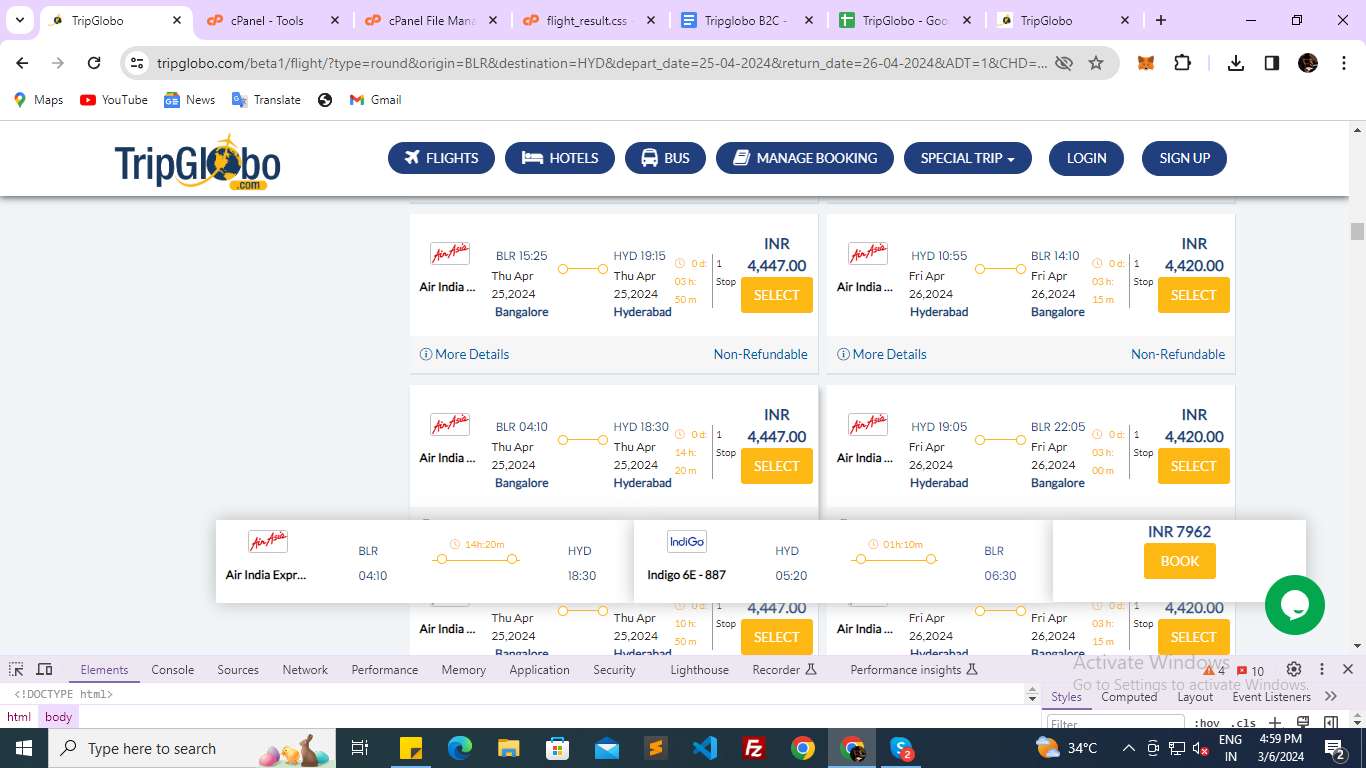 TripGlobo
cPanel - Tools
cPanel File Mana
flight_result.css -
Tripglobo B2C -
TripGlobo - Goo
TripGlobo
tripglobo.com/beta1/flight/?type=round&origin=BLR&destination=HYD&depart_date=25-04-2024&return_date=26-04-2024&ADT=1&CHD=...
Maps
YouTube
News
Translate
Gmail
TripGlobo
.com
FLIGHTS
HOTELS
BUS
MANAGE BOOKING
SPECIAL TRIP
LOGIN
SIGN UP
AirAsia
Air India ...
BLR 15:25
Thu Apr
25,2024
Bangalore
HYD 19:15
Thu Apr
25,2024
Hyderabad
0 d:
03 h:
50 m
1
Stop
INR
4,447.00
SELECT
More Details
Non-Refundable
AirAsia
Air India ...
HYD 10:55
Fri Apr
26,2024
Hyderabad
BLR 14:10
Fri Apr
26,2024
Bangalore
0 d:
03 h:
15 m
1
Stop
INR
4,420.00
SELECT
More Details
Non-Refundable
AirAsia
Air India ...
BLR 04:10
Thu Apr
25,2024
Bangalore
HYD 18:30
Thu Apr
25,2024
Hyderabad
0 d:
14 h:
20 m
1
Stop
INR
4,447.00
SELECT
AirAsia
Air India ...
HYD 19:05
Fri Apr
26,2024
Hyderabad
BLR 22:05
Fri Apr
26,2024
Bangalore
0 d:
03 h:
00 m
1
Stop
INR
4,420.00
SELECT
AirAsia
Air India Expr...
BLR
04:10
14h:20m
HYD
18:30
IndiGo
Indigo 6E - 887
HYD
05:20
01h:10m
BLR
06:30
INR 7962
BOOK
Air India ...
Thu Apr
25,2024
Bangalore
Thu Apr
25,2024
Hyderabad
0 d:
10 h:
50 m
1
Stop
4,447.00
SELECT
Air India ...
Fri Apr
26,2024
Hyderabad
Fri Apr
26,2024
Bangalore
0 d:
03 h:
15 m
1
Stop
4,420.00
SELECT
Elements
Console
Sources
Network
Performance
Memory
Application
Security
Lighthouse
Recorder
Performance insights
4
10
Activate Windows
Go to Settings to activate Windows.
<!DOCTYPE html>
Styles
Computed
Layout
Event Listeners
html
body
Filter
:hov
.cls
Type here to search
2
34°C
ENG
IN
4:59 PM
3/6/2024
2